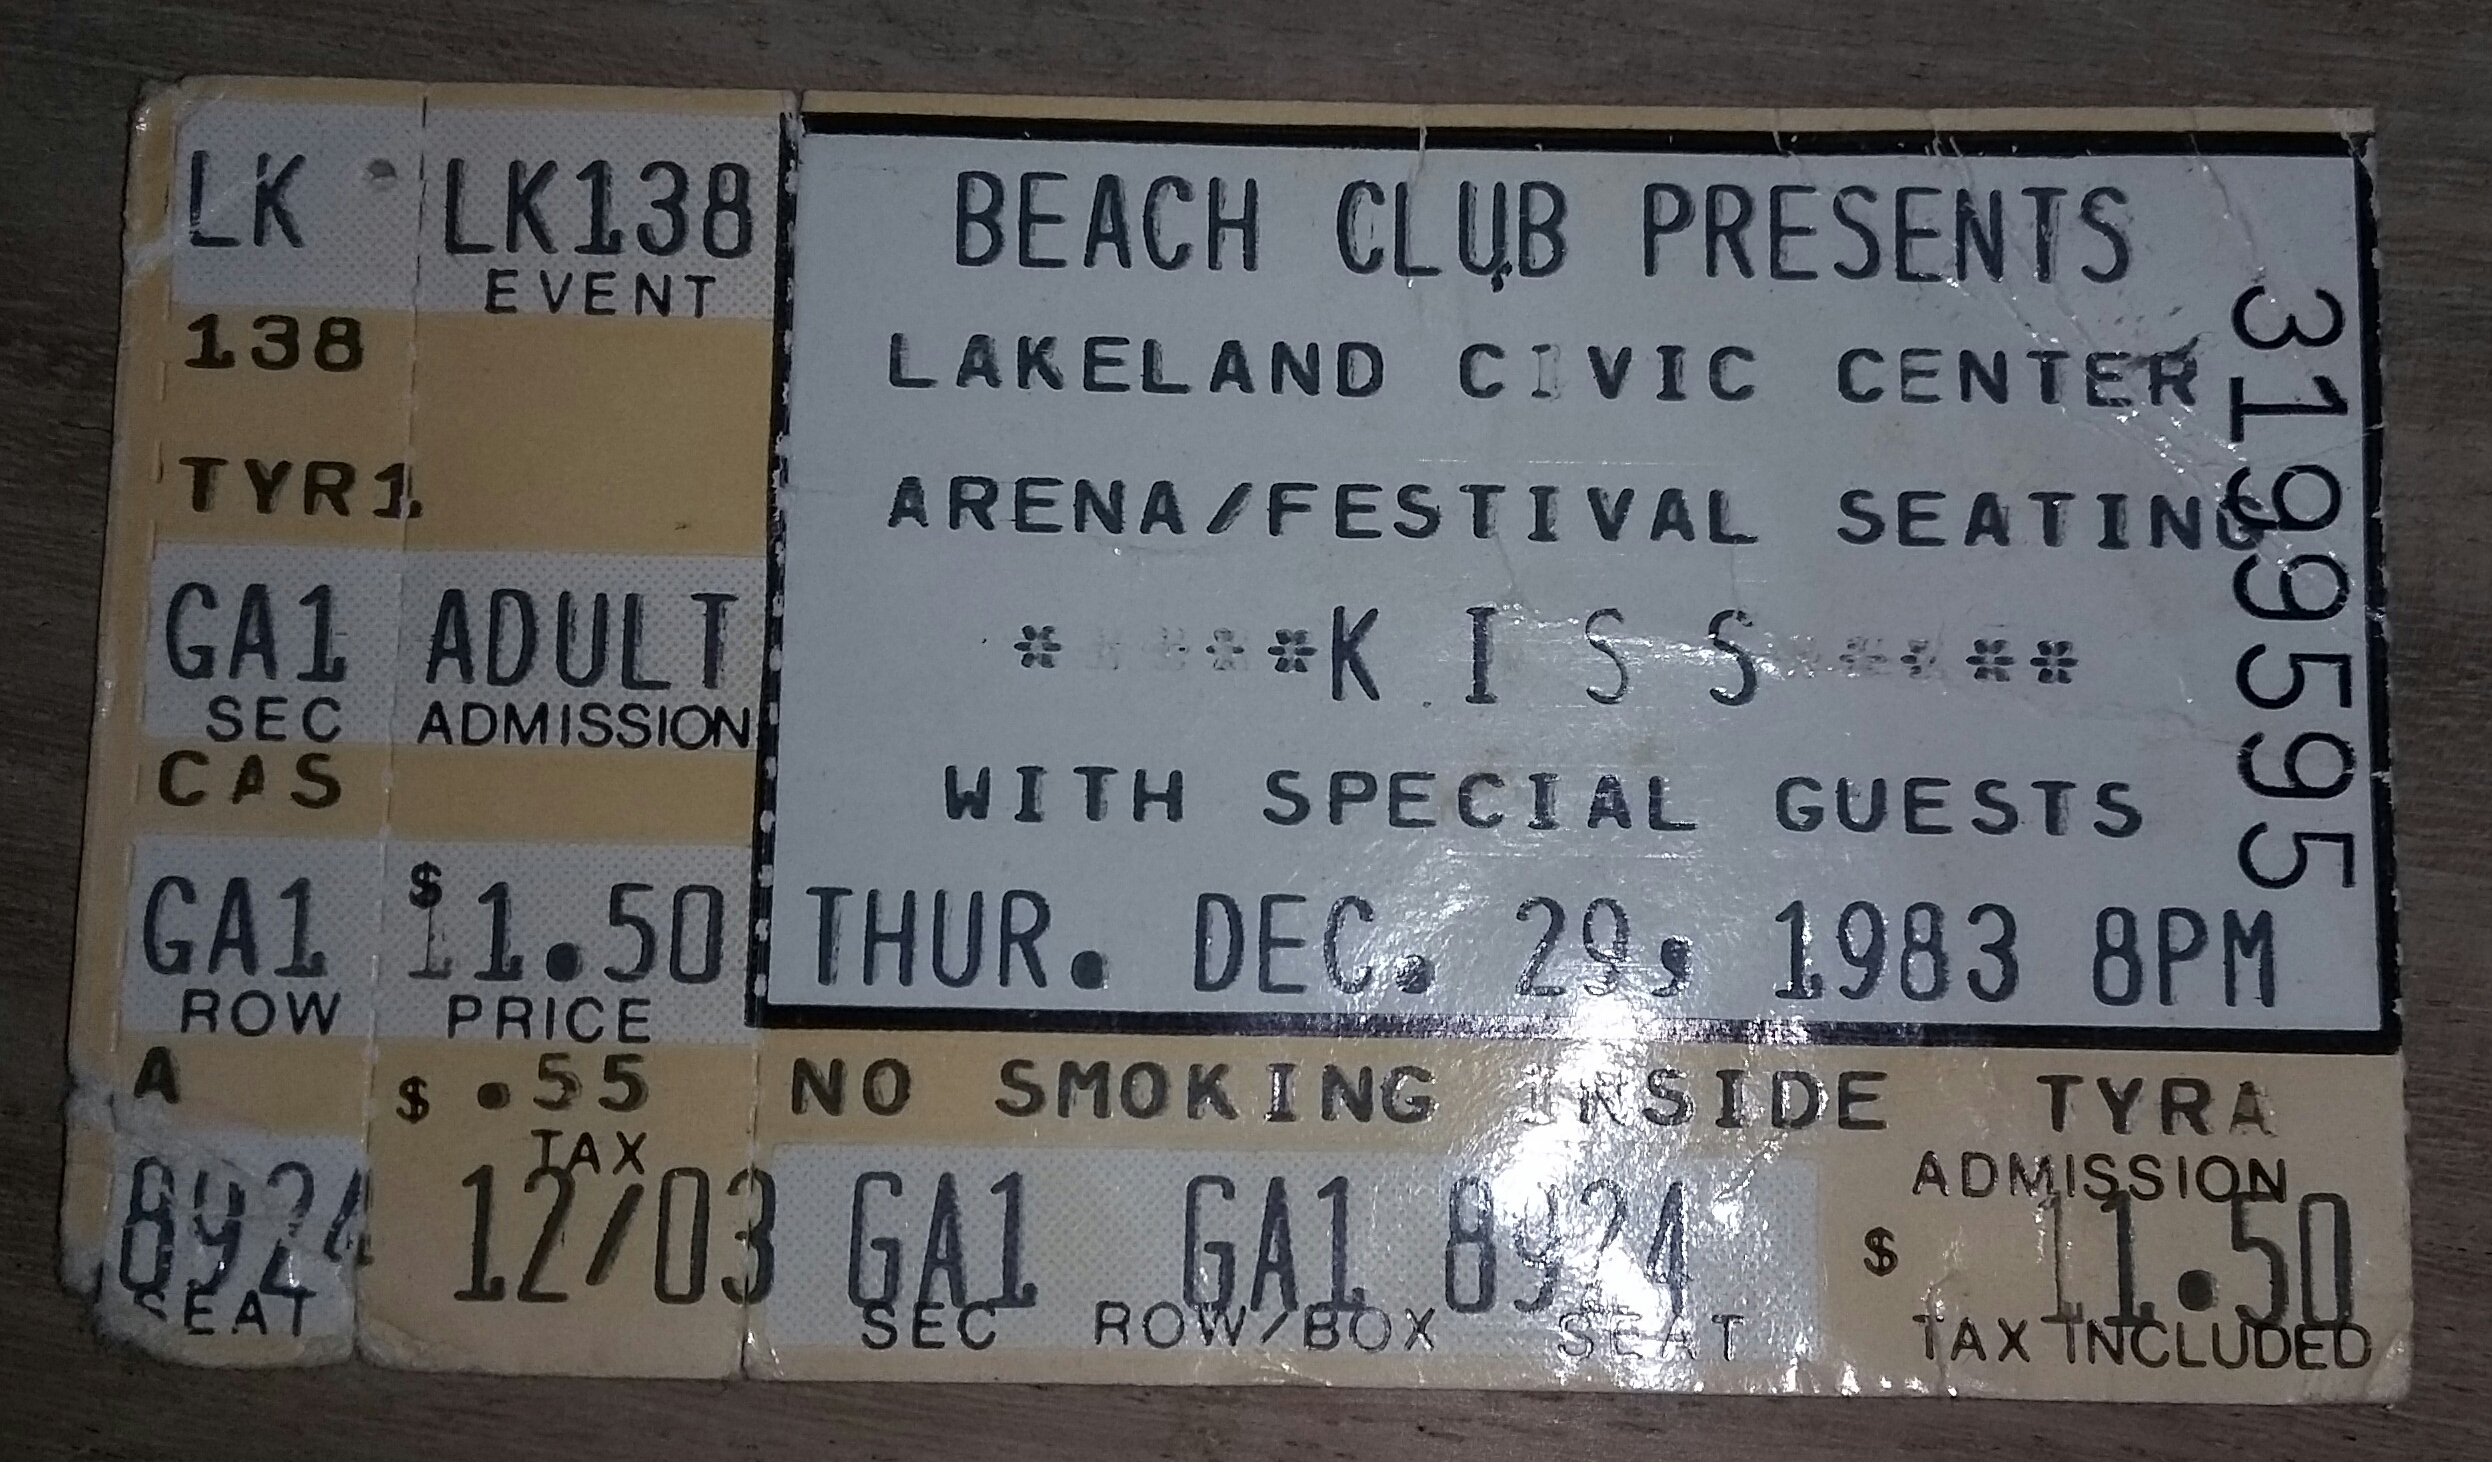 LK LK138
EVENT
138
TYR1
GA1 ADULT
SEC ADMISSION
CAS
GA1 $11.50
ROW PRICE
A $ .55
TAX
8924 12/03
SEAT
BEACH CLUB PRESENTS
LAKELAND CIVIC CENTER
ARENA/FESTIVAL SEATING
*****K I S S*****
WITH SPECIAL GUESTS
THUR. DEC. 29, 1983 8PM
3199595
NO SMOKING INSIDE TYRA
ADMISSION
GA1 GA1 8924 $ 11.50
SEC ROW/BOX SEAT TAX INCLUDED